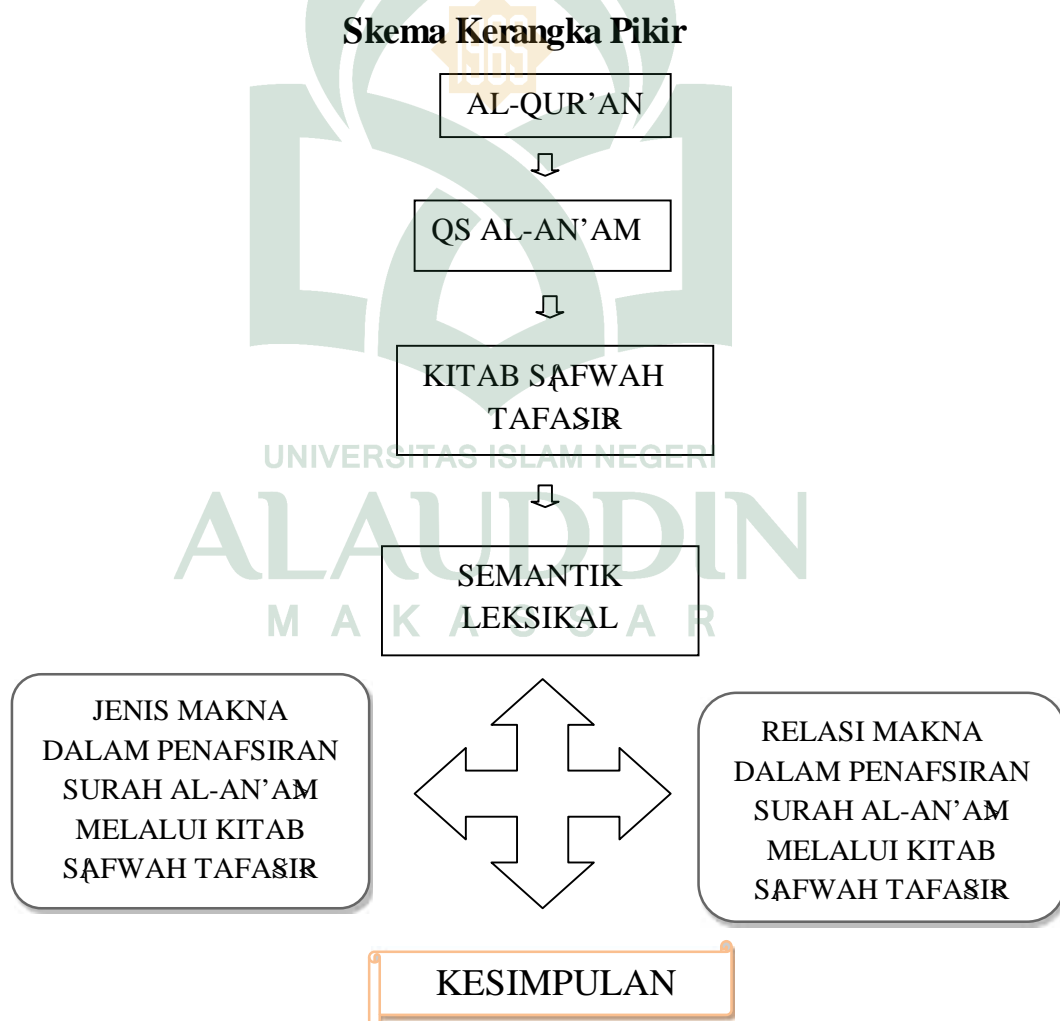 Skema Kerangka Pikir
1965
AL-QUR’AN
QS AL-AN’AM
KITAB SAFWAH
TAFASIR
UNIVERSITAS ISLAM NEGERI
ALAUDDIN
MAKASSAR
SEMANTIK
LEKSIKAL
JENIS MAKNA
DALAM PENAFSIRAN
SURAH AL-AN’AM
MELALUI KITAB
SAFWAH TAFASIR
RELASI MAKNA
DALAM PENAFSIRAN
SURAH AL-AN’AM
MELALUI KITAB
SAFWAH TAFASIR
KESIMPULAN